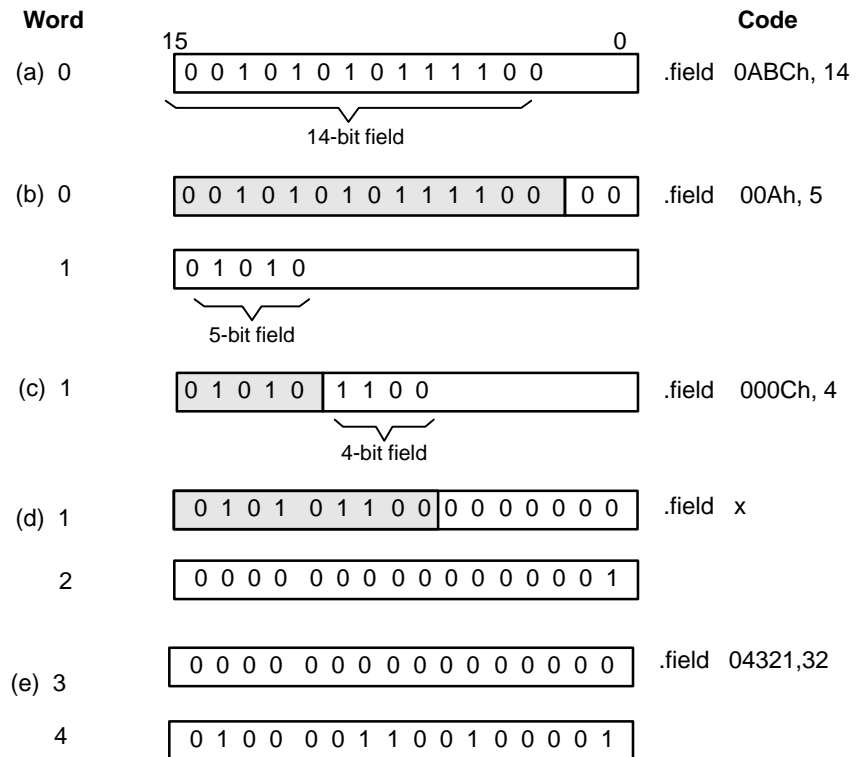 Word Code
15 0
(a) 0 0 0 1 0 1 0 1 0 1 1 1 1 0 0 .field 0ABCh, 14
14-bit field
(b) 0 0 0 1 0 1 0 1 0 1 1 1 1 0 0 0 0 .field 00Ah, 5
1 0 1 0 1 0
5-bit field
(c) 1 0 1 0 1 0 1 1 0 0 .field 000Ch, 4
4-bit field
(d) 1 0 1 0 1 0 1 1 0 0 0 0 0 0 0 0 0 .field x
2 0 0 0 0 0 0 0 0 0 0 0 0 0 0 0 1
(e) 3 0 0 0 0 0 0 0 0 0 0 0 0 0 0 0 0 .field 04321,32
4 0 1 0 0 0 0 1 1 0 0 1 0 0 0 0 1